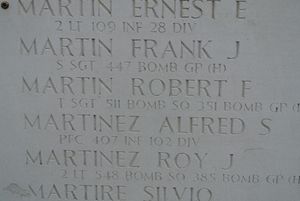 MARTIN ERNEST E
2 LT 109 INF 28 DIV
MARTIN FRANK J
S SGT 447 BOMB GP (H)
MARTIN ROBERT F
T SGT 511 BOMB SQ 351 BOMB GP (
MARTINEZ ALFRED S
PFC 407 INF 102 DIV
MARTINEZ ROY J
2 LT 548 BOMB SQ 385 BOMB GP (H
MARTIRE SILVIO